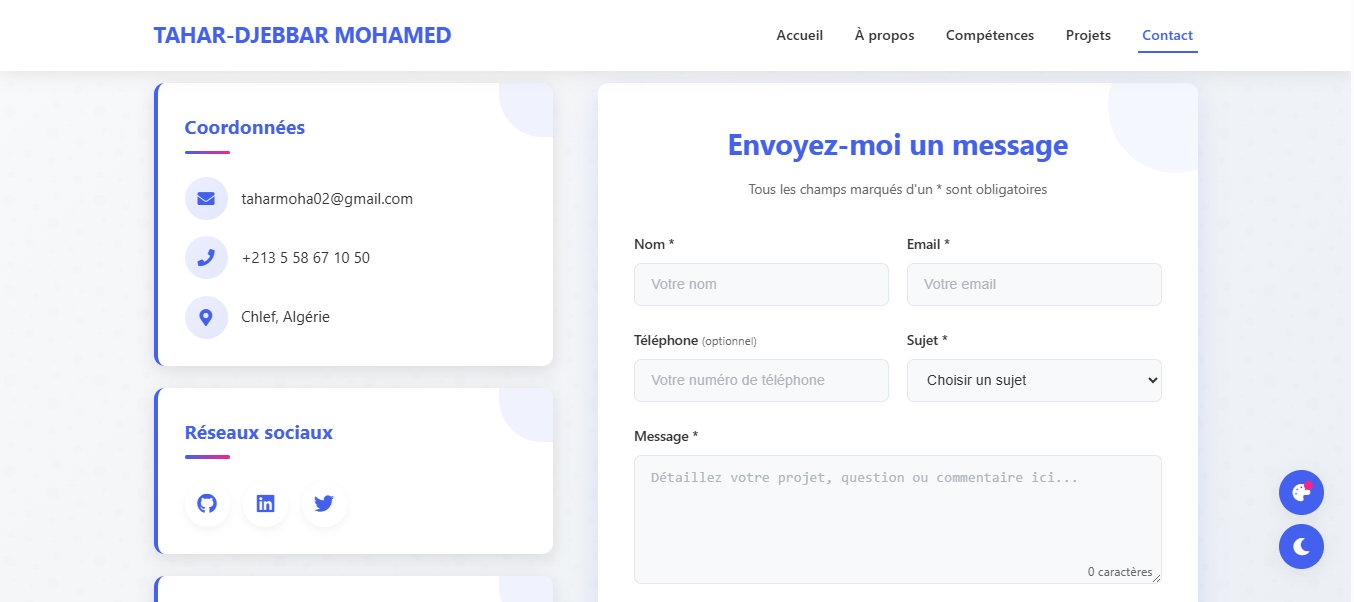 TAHAR-DJEBBAR MOHAMED
Accueil À propos Compétences Projets Contact
Coordonnées
taharmoha02@gmail.com
+213 5 58 67 10 50
Chlef, Algérie
Réseaux sociaux
Envoyez-moi un message
Tous les champs marqués d'un * sont obligatoires
Nom * Email *
Votre nom Votre email
Téléphone (optionnel) Sujet *
Votre numéro de téléphone Choisir un sujet
Message *
Détaillez votre projet, question ou commentaire ici...
0 caractères